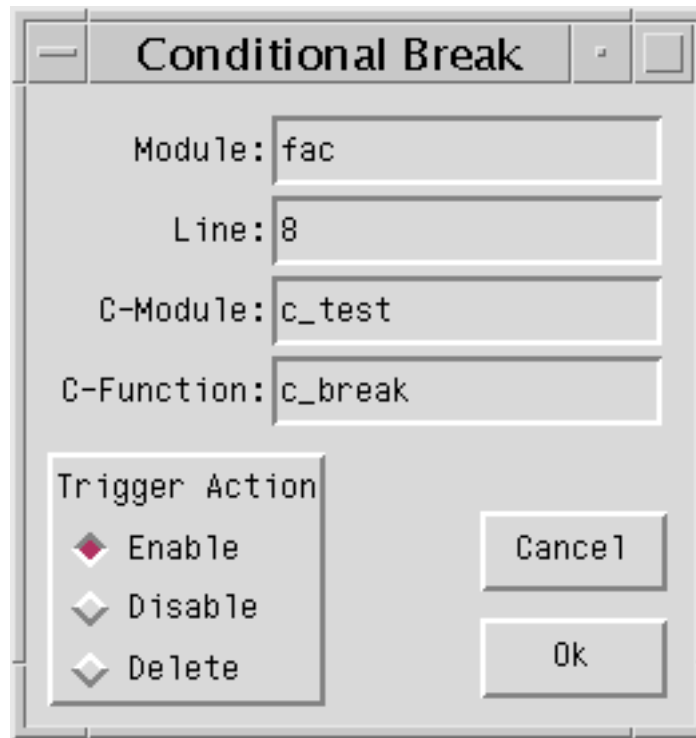 Conditional Break
Module: fac
Line: 8
C-Module: c_test
C-Function: c_break
Trigger Action
Enable
Disable
Delete
Cancel
Ok